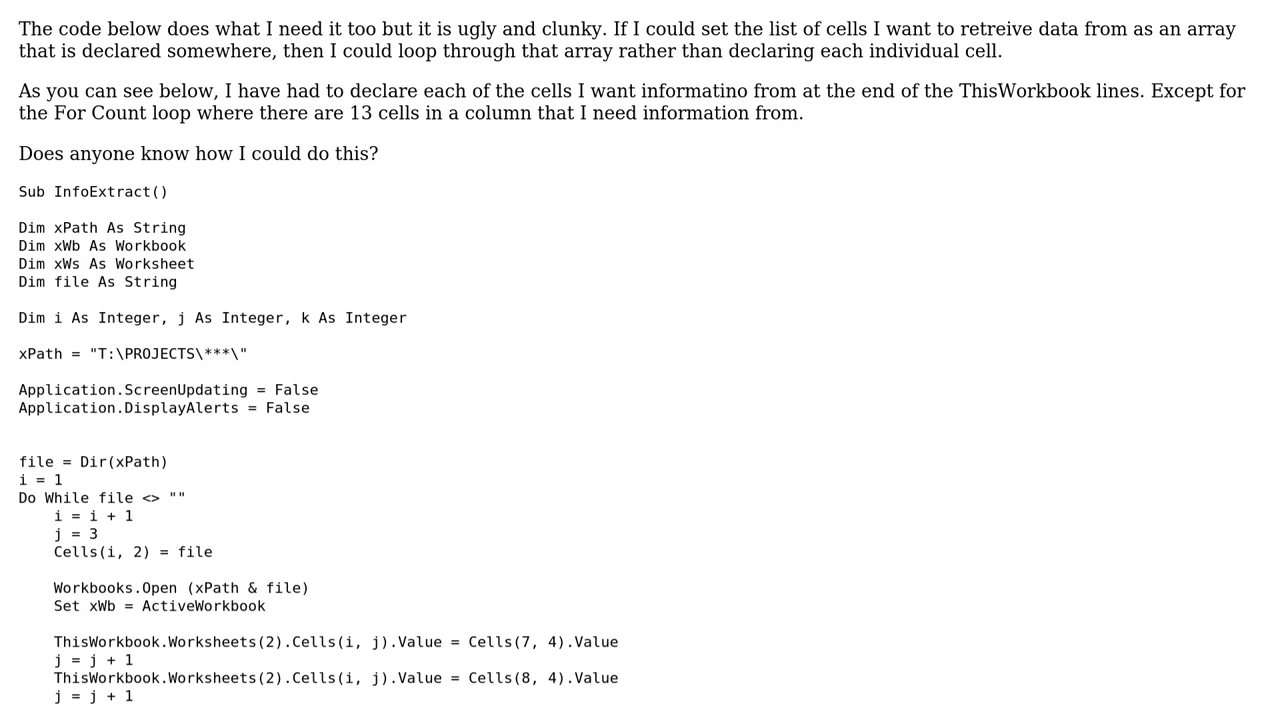 The code below does what I need it too but it is ugly and clunky. If I could set the list of cells I want to retreive data from as an array
that is declared somewhere, then I could loop through that array rather than declaring each individual cell.
As you can see below, I have had to declare each of the cells I want informatino from at the end of the ThisWorkbook lines. Except for
the For Count loop where there are 13 cells in a column that I need information from.
Does anyone know how I could do this?
Sub InfoExtract()
Dim xPath As String
Dim xWb As Workbook
Dim xWs As Worksheet
Dim file As String
Dim i As Integer, j As Integer, k As Integer
xPath = "T:\PROJECTS\***\"
Application.ScreenUpdating = False
Application.DisplayAlerts = False
file = Dir(xPath)
i = 1
Do While file <> ""
    i = i + 1
    j = 3
    Cells(i, 2) = file
    Workbooks.Open (xPath & file)
    Set xWb = ActiveWorkbook
    ThisWorkbook.Worksheets(2).Cells(i, j).Value = Cells(7, 4).Value
    j = j + 1
    ThisWorkbook.Worksheets(2).Cells(i, j).Value = Cells(8, 4).Value
    j = j + 1